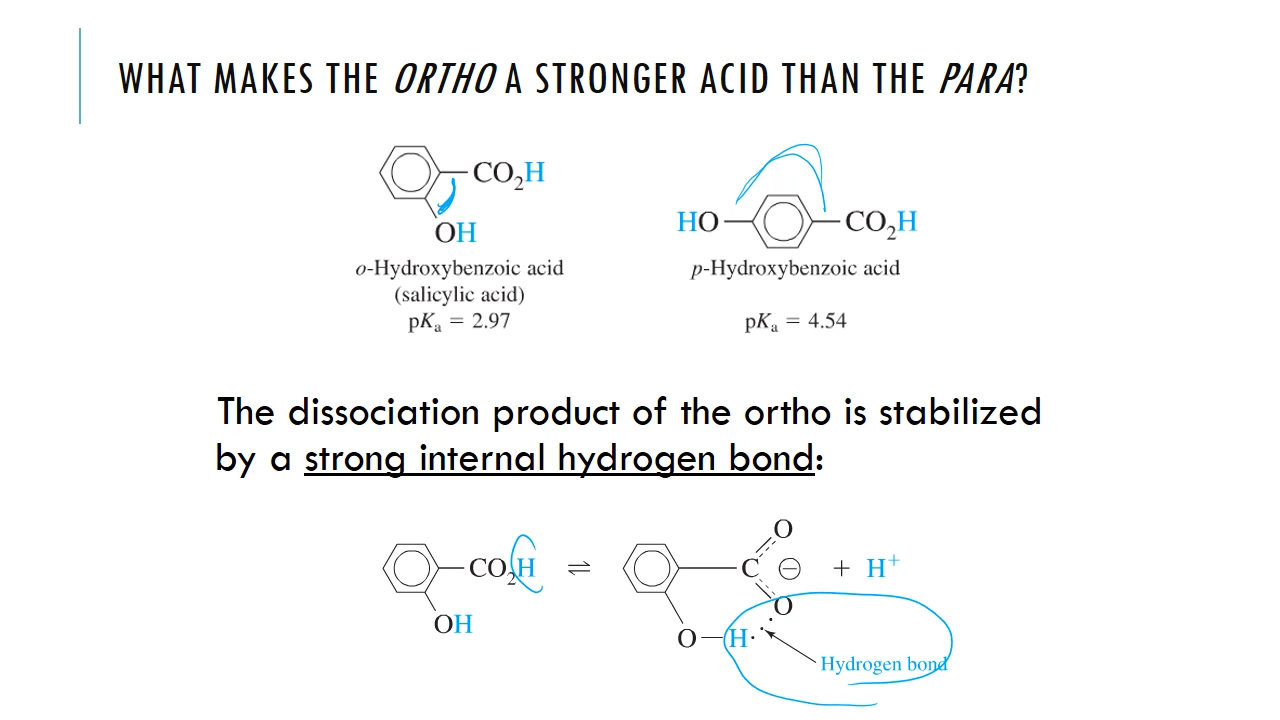 WHAT MAKES THE ORTHO A STRONGER ACID THAN THE PARA?
CO₂H
OH
o-Hydroxybenzoic acid
(salicylic acid)
pKₐ = 2.97
HO
CO₂H
p-Hydroxybenzoic acid
pKₐ = 4.54
The dissociation product of the ortho is stabilized
by a strong internal hydrogen bond:
CO₂H
OH
⇌
O
C ⊖ + H⁺
O
O—H
Hydrogen bond